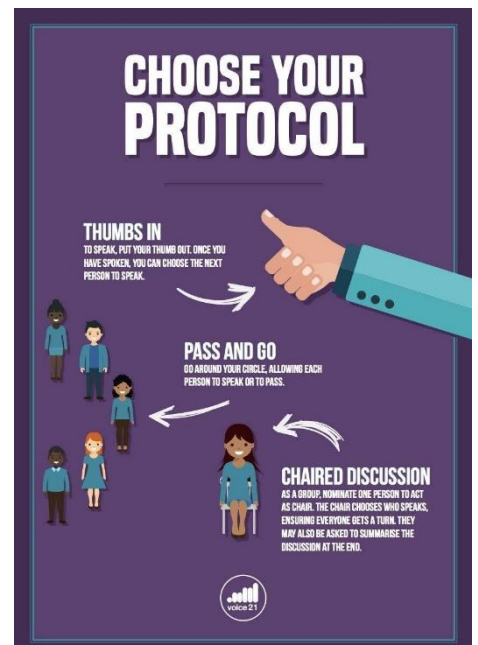 CHOOSE YOUR
PROTOCOL
THUMBS IN
TO SPEAK, PUT YOUR THUMB OUT. ONCE YOU
HAVE SPOKEN, YOU CAN CHOOSE THE NEXT
PERSON TO SPEAK.
PASS AND GO
GO AROUND YOUR CIRCLE, ALLOWING EACH
PERSON TO SPEAK OR TO PASS.
CHAIRED DISCUSSION
AS A GROUP, NOMINATE ONE PERSON TO ACT
AS CHAIR. THE CHAIR CHOOSES WHO SPEAKS,
ENSURING EVERYONE GETS A TURN. THEY
MAY ALSO BE ASKED TO SUMMARISE THE
DISCUSSION AT THE END.
voice 21